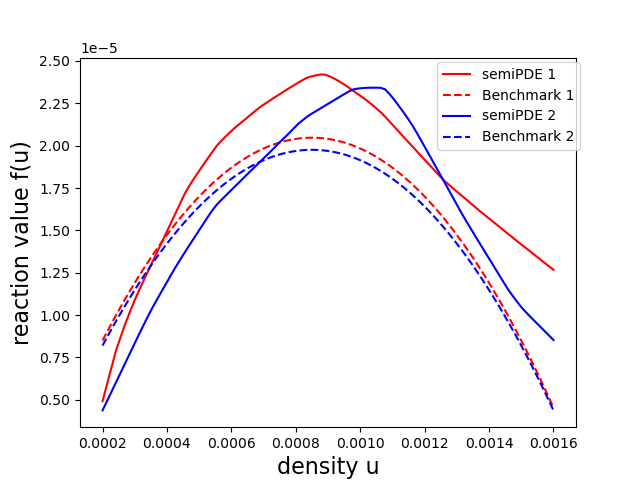 1e−5
2.50
2.25
2.00
1.75
1.50
1.25
1.00
0.75
0.50
reaction value f(u)
semiPDE 1
Benchmark 1
semiPDE 2
Benchmark 2
0.0002 0.0004 0.0006 0.0008 0.0010 0.0012 0.0014 0.0016
density u